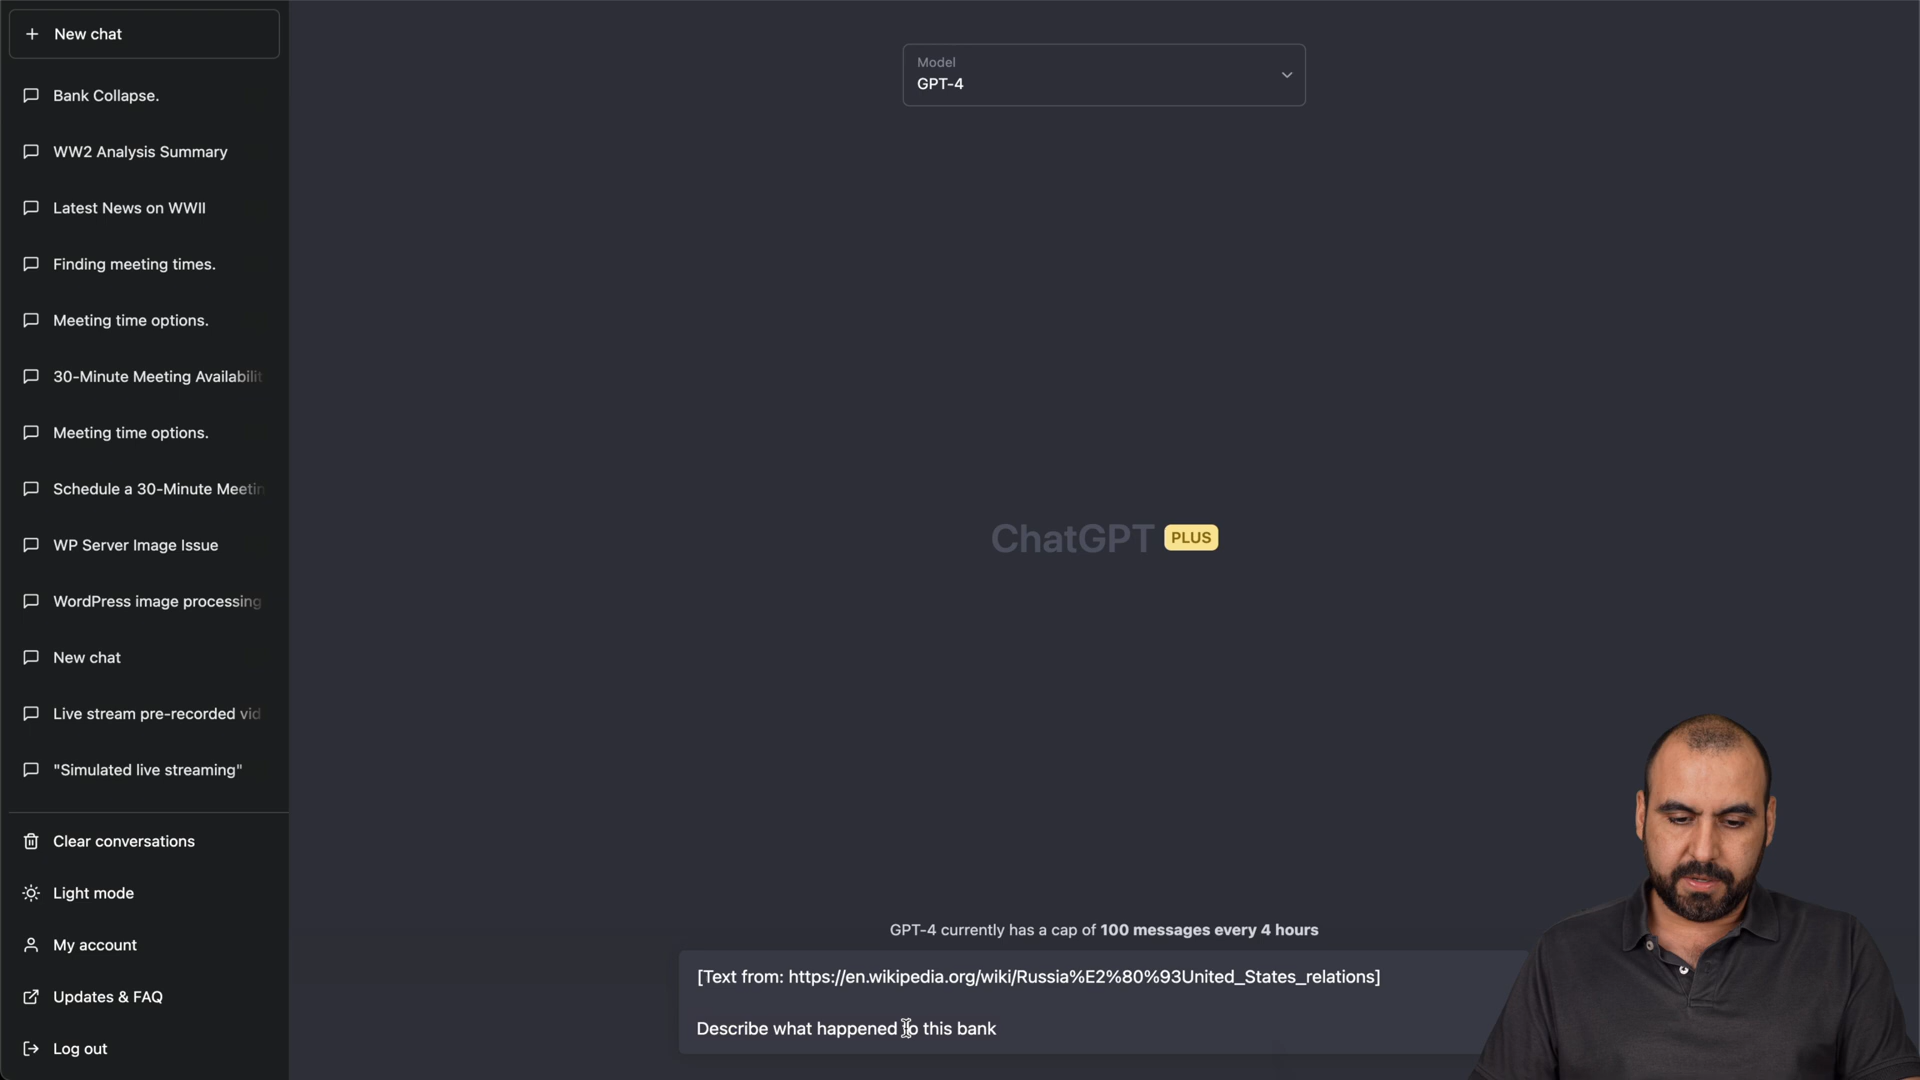 New chat
Bank Collapse.
WW2 Analysis Summary
Latest News on WWII
Finding meeting times.
Meeting time options.
30-Minute Meeting Availabilit
Meeting time options.
Schedule a 30-Minute Meetin
WP Server Image Issue
WordPress image processing
New chat
Live stream pre-recorded vid
"Simulated live streaming"
Clear conversations
Light mode
My account
Updates & FAQ
Log out
Model
GPT-4
ChatGPT PLUS
GPT-4 currently has a cap of 100 messages every 4 hours
[Text from: https://en.wikipedia.org/wiki/Russia%E2%80%93United_States_relations]
Describe what happened to this bank